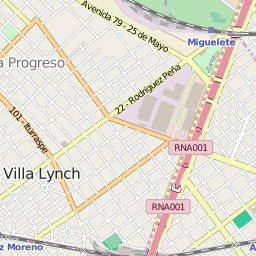 Avenida 79 - 25 de Mayo
Miguelete
a Progreso
22 - Rodríguez Peña
101 - Iturraspe
RNA001
Villa Lynch
RNA001
z Moreno
A